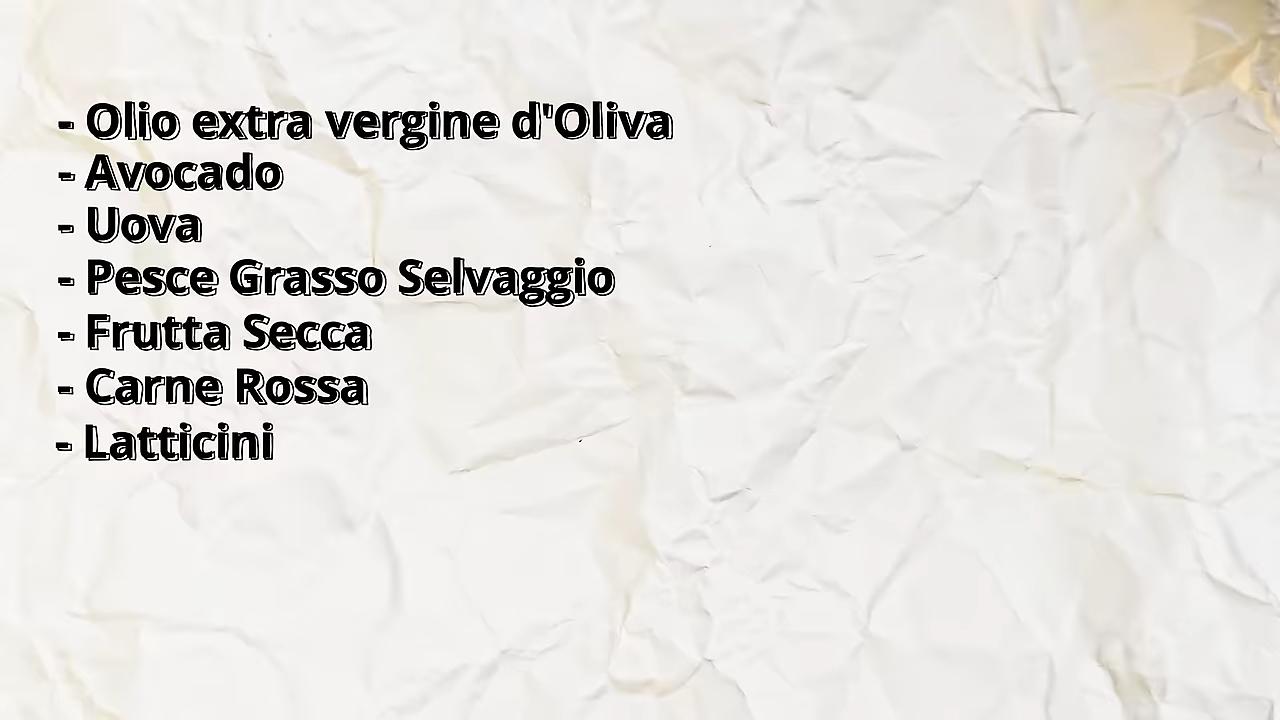 - Olio extra vergine d'Oliva
- Avocado
- Uova
- Pesce Grasso Selvaggio
- Frutta Secca
- Carne Rossa
- Latticini